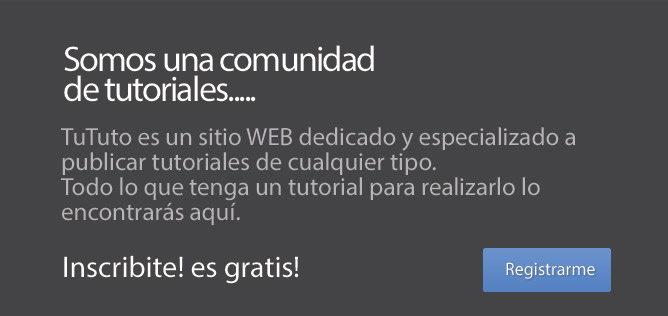 Somos una comunidad
de tutoriales.....
TuTuto es un sitio WEB dedicado y especializado a
publicar tutoriales de cualquier tipo.
Todo lo que tenga un tutorial para realizarlo lo
encontrarás aquí.
Inscribite! es gratis!
Registrarme